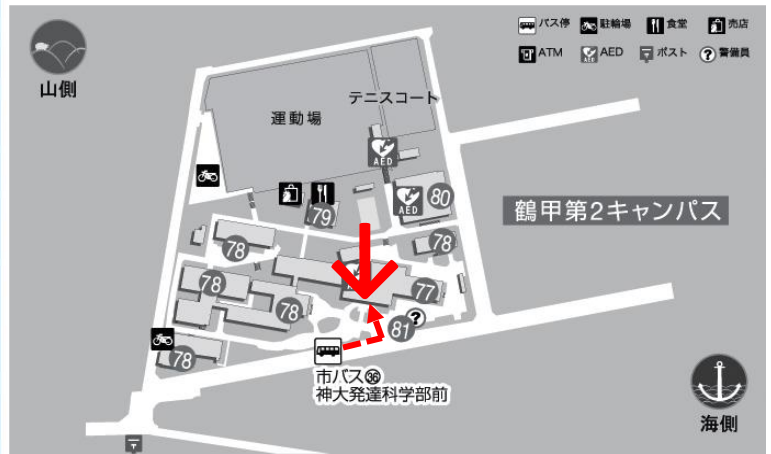 バス停
駐輪場
食堂
売店
ATM
AED
ポスト
? 警備員
山側
テニスコート
運動場
AED
AED
80
79
鶴甲第2キャンパス
78
78
78
77
78
81
?
78
市バス㊱
神大発達科学部前
海側